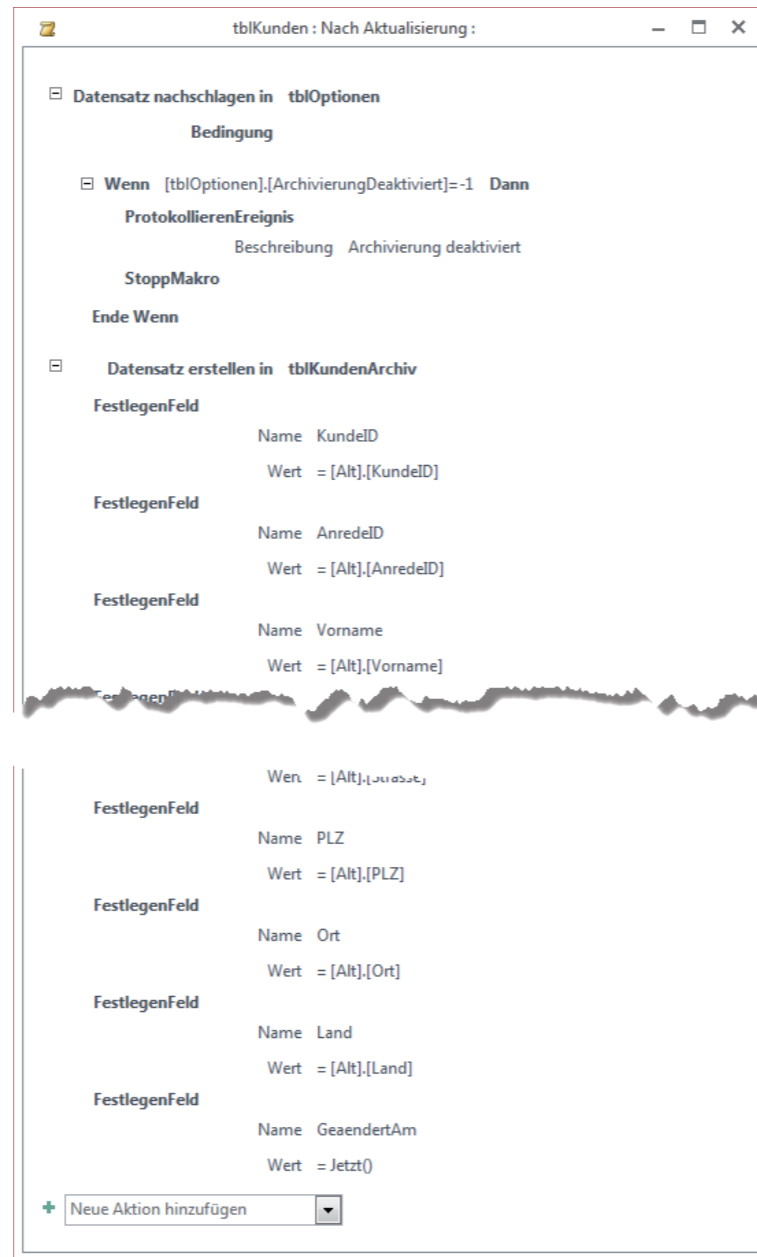 tblKunden : Nach Aktualisierung :
Datensatz nachschlagen in tblOptionen
Bedingung
Wenn [tblOptionen].[ArchivierungDeaktiviert]=-1 Dann
ProtokollierenEreignis
Beschreibung Archivierung deaktiviert
StoppMakro
Ende Wenn
Datensatz erstellen in tblKundenArchiv
FestlegenFeld
Name KundeID
Wert = [Alt].[KundeID]
FestlegenFeld
Name AnredeID
Wert = [Alt].[AnredeID]
FestlegenFeld
Name Vorname
Wert = [Alt].[Vorname]
Wert = [Alt].[Strasse]
FestlegenFeld
Name PLZ
Wert = [Alt].[PLZ]
FestlegenFeld
Name Ort
Wert = [Alt].[Ort]
FestlegenFeld
Name Land
Wert = [Alt].[Land]
FestlegenFeld
Name GeaendertAm
Wert = Jetzt()
Neue Aktion hinzufügen